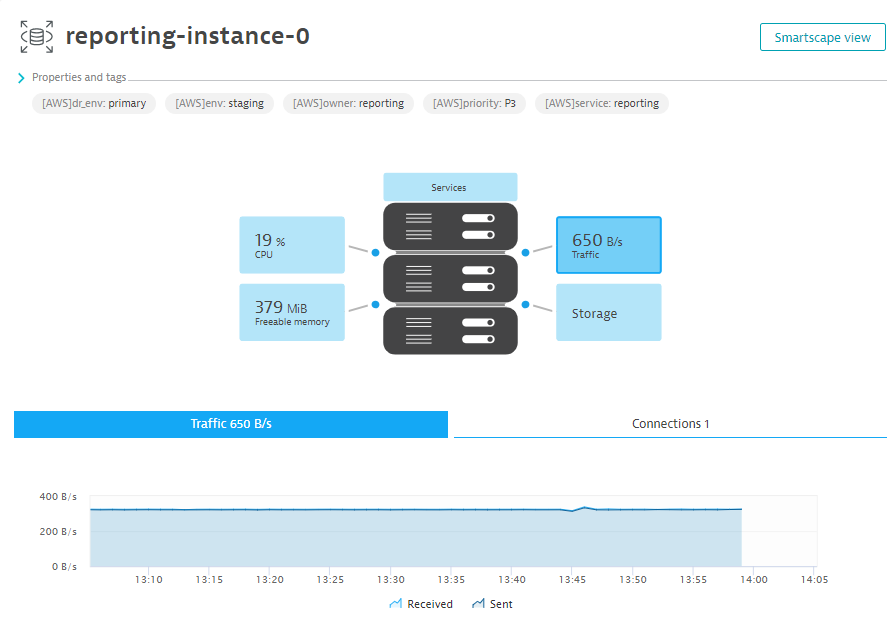 reporting-instance-0
Smartscape view
Properties and tags
[AWS]dr_env: primary [AWS]env: staging [AWS]owner: reporting [AWS]priority: P3 [AWS]service: reporting
Services
19 %
CPU
650 B/s
Traffic
379 MiB
Freeable memory
Storage
Traffic 650 B/s
Connections 1
400 B/s
200 B/s
0 B/s
13:10 13:15 13:20 13:25 13:30 13:35 13:40 13:45 13:50 13:55 14:00 14:05
Received Sent